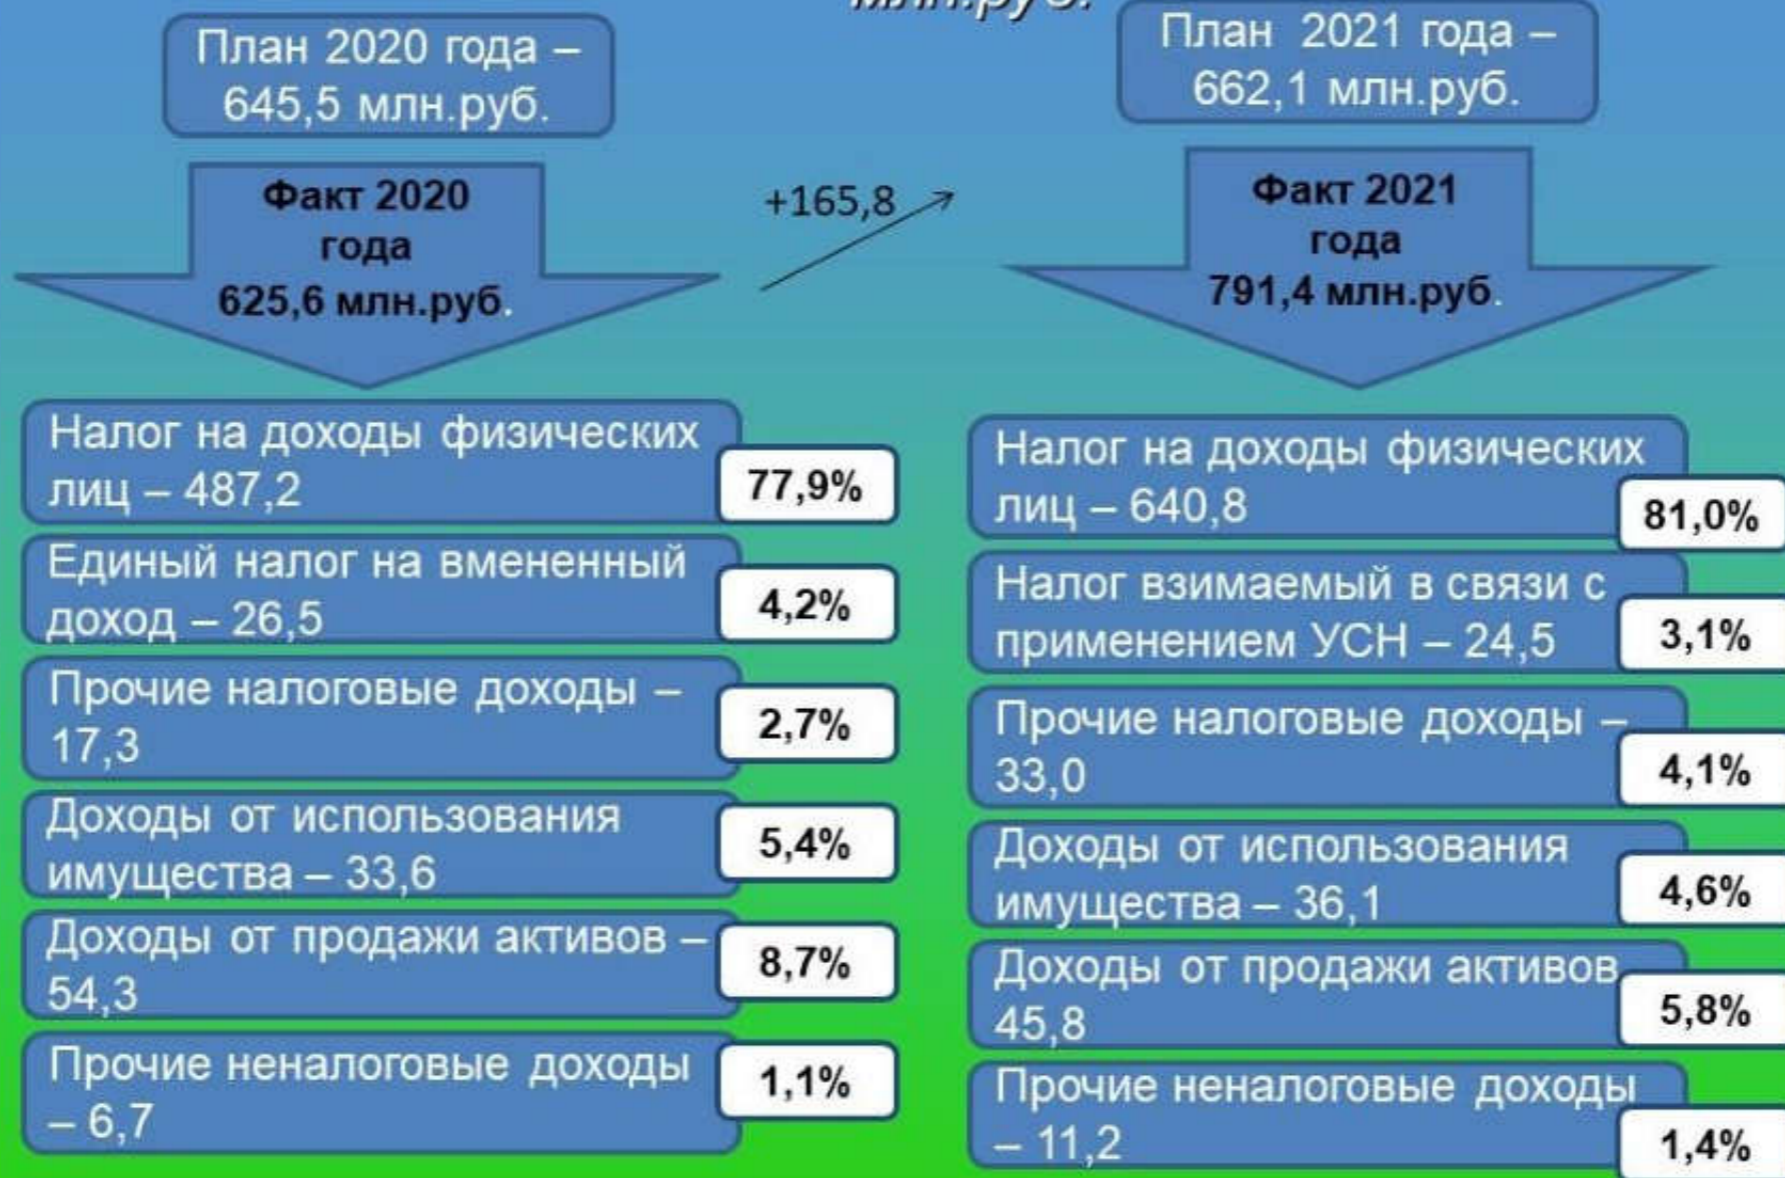 млн.руб.
План 2020 года –
645,5 млн.руб.
План 2021 года –
662,1 млн.руб.
Факт 2020
года
625,6 млн.руб.
+165,8
Факт 2021
года
791,4 млн.руб.
Налог на доходы физических
лиц – 487,2
77,9%
Единый налог на вмененный
доход – 26,5
4,2%
Прочие налоговые доходы –
17,3
2,7%
Доходы от использования
имущества – 33,6
5,4%
Доходы от продажи активов –
54,3
8,7%
Прочие неналоговые доходы
– 6,7
1,1%
Налог на доходы физических
лиц – 640,8
81,0%
Налог взимаемый в связи с
применением УСН – 24,5
3,1%
Прочие налоговые доходы –
33,0
4,1%
Доходы от использования
имущества – 36,1
4,6%
Доходы от продажи активов
45,8
5,8%
Прочие неналоговые доходы
– 11,2
1,4%